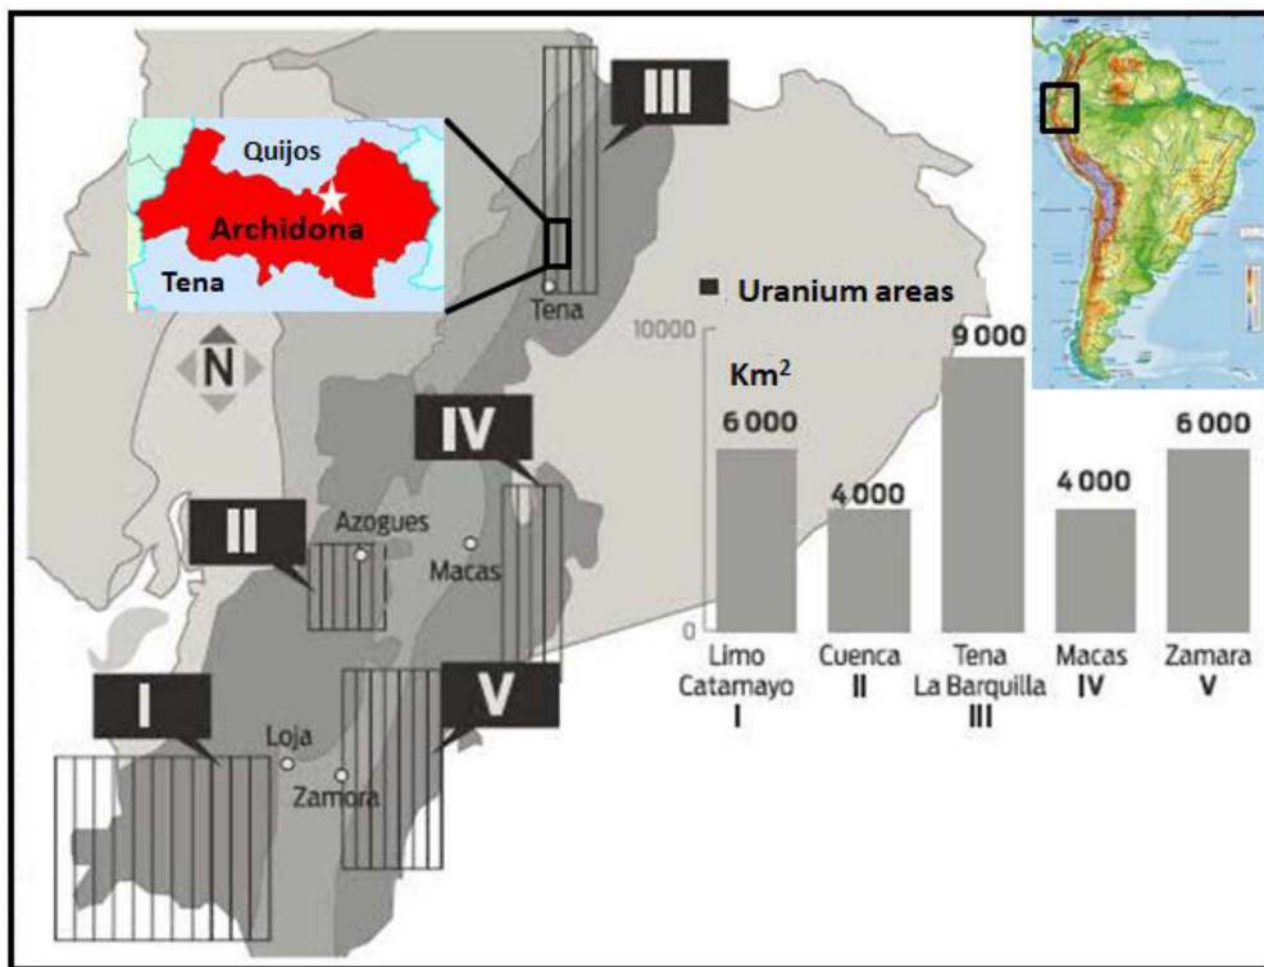 III
Quijos
Archidona
Tena
Tena
N
IV
II
Azogues
Macas
I
V
Loja
Zamora
Uranium areas
10000
Km²
0
6 000
4 000
9 000
4 000
6 000
Limo
Catamayo
I
Cuenca
II
Tena
La Barquilla
III
Macas
IV
Zamara
V